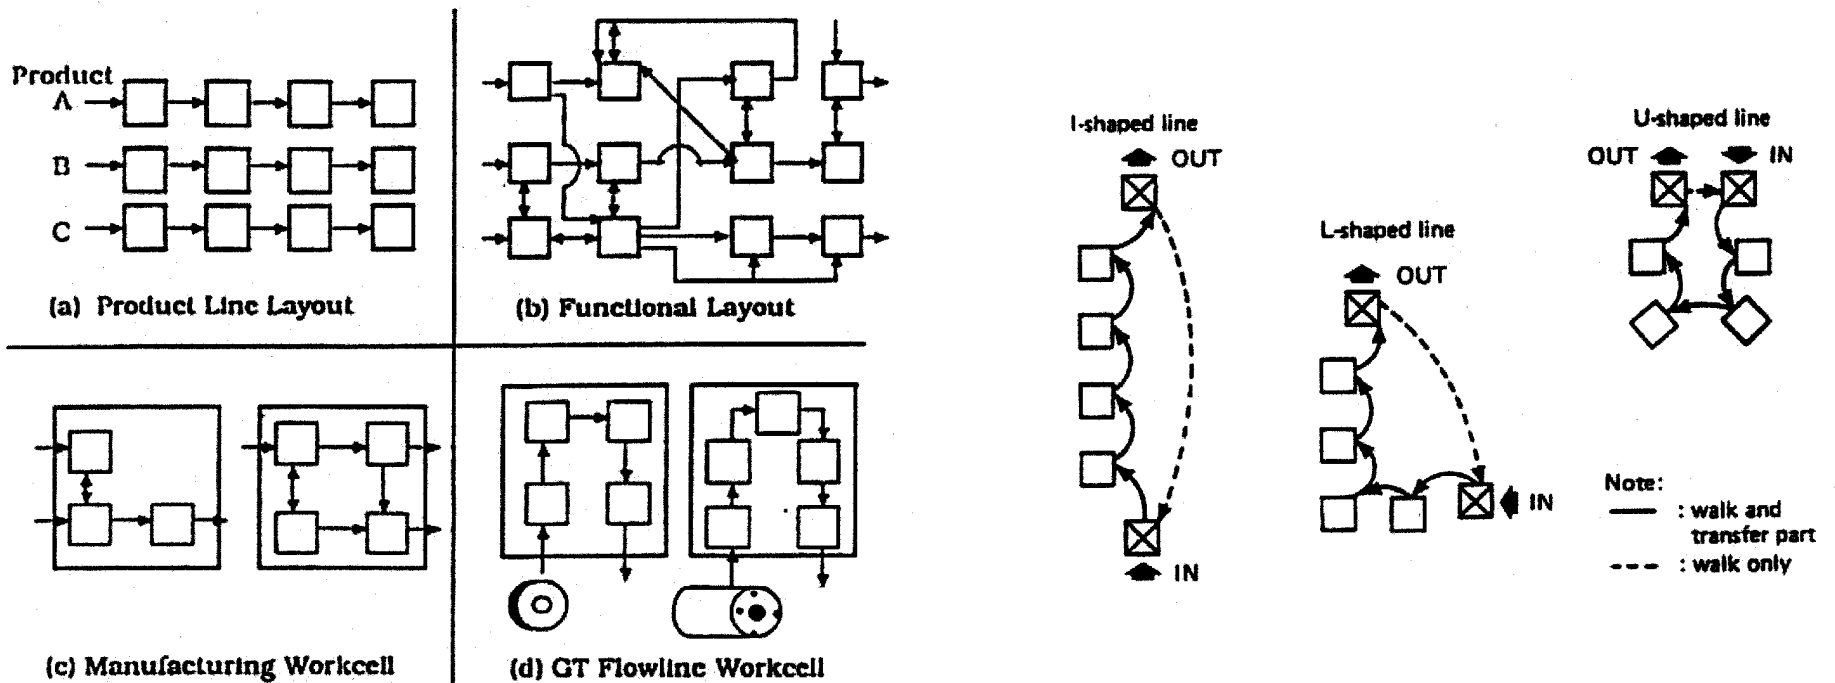 Product
A
B
C
(a) Product Line Layout
(b) Functional Layout
(c) Manufacturing Workcell
(d) GT Flowline Workcell
I-shaped line
OUT
IN
L-shaped line
OUT
IN
U-shaped line
OUT
IN
Note:
: walk and
transfer part
: walk only